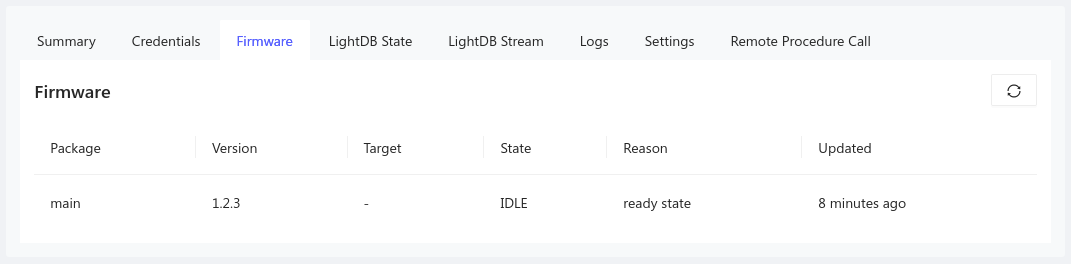 Summary Credentials Firmware LightDB State LightDB Stream Logs Settings Remote Procedure Call
Firmware
Package Version Target State Reason Updated
main 1.2.3 - IDLE ready state 8 minutes ago